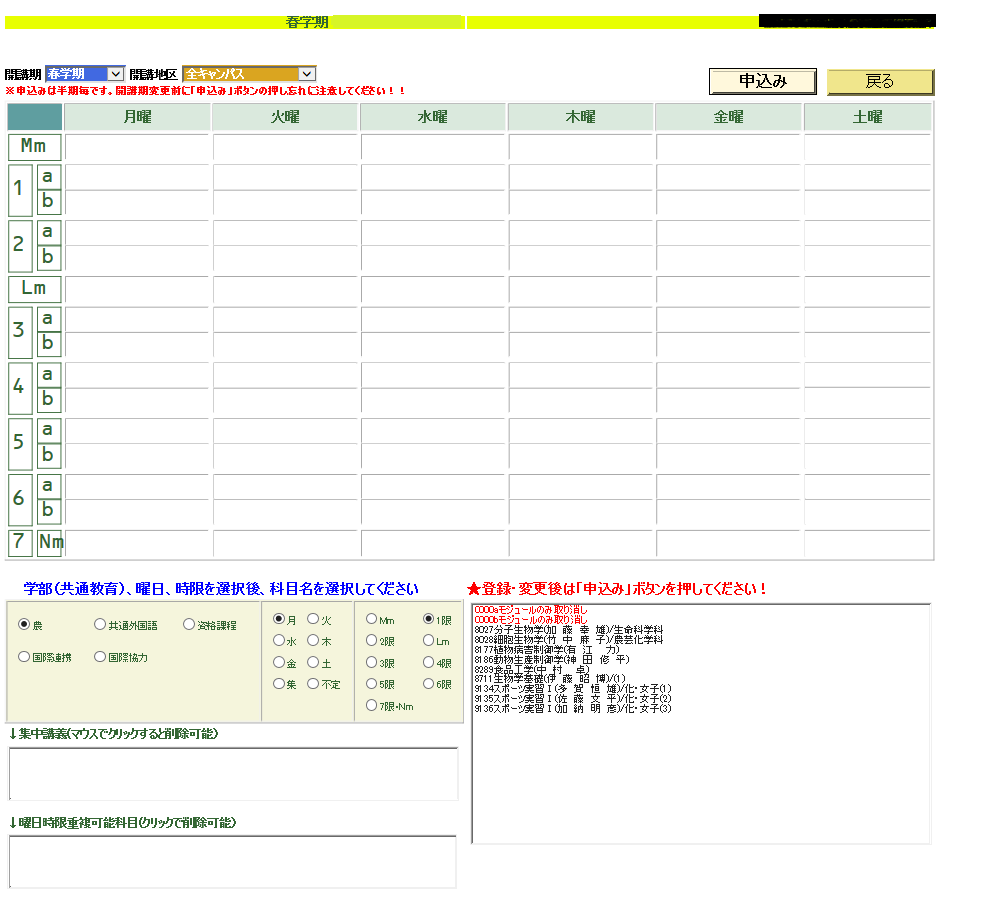 春学期
開講期 春学期 開講地区 全キャンパス
※申込みは半期毎です。開講期変更前に「申込み」ボタンの押し忘れに注意してください！！
申込み 戻る
月曜 火曜 水曜 木曜 金曜 土曜
Mm
1 a
b
2 a
b
Lm
3 a
b
4 a
b
5 a
b
6 a
b
7 Nm
学部(共通教育)、曜日、時限を選択後、科目名を選択してください
農 共通外国語 資格課程
国際連携 国際協力
月 火
水 木
金 土
集 不定
Mm 1限
2限 Lm
3限 4限
5限 6限
7限・Nm
↓集中講義(マウスでクリックすると削除可能)
↓曜日時限重複可能科目(クリックで削除可能)
★登録・変更後は「申込み」ボタンを押してください！
0000aモジュールのみ取り消し
0000bモジュールのみ取り消し
8027分子生物学(加 藤 幸 雄)/生命科学科
8028細胞生物学(竹 中 麻 子)/農芸化学科
8177植物病害制御学(有 江 力)
8186動物生産制御学(神 田 修 平)
8289食品工学(中 村 卓)
8711生物学基礎(伊 藤 昭 博)/(1)
9134スポーツ実習Ⅰ(多 賀 恒 雄)/化・女子(1)
9135スポーツ実習Ⅰ(佐 藤 文 平)/化・女子(2)
9136スポーツ実習Ⅰ(加 納 明 彦)/化・女子(3)